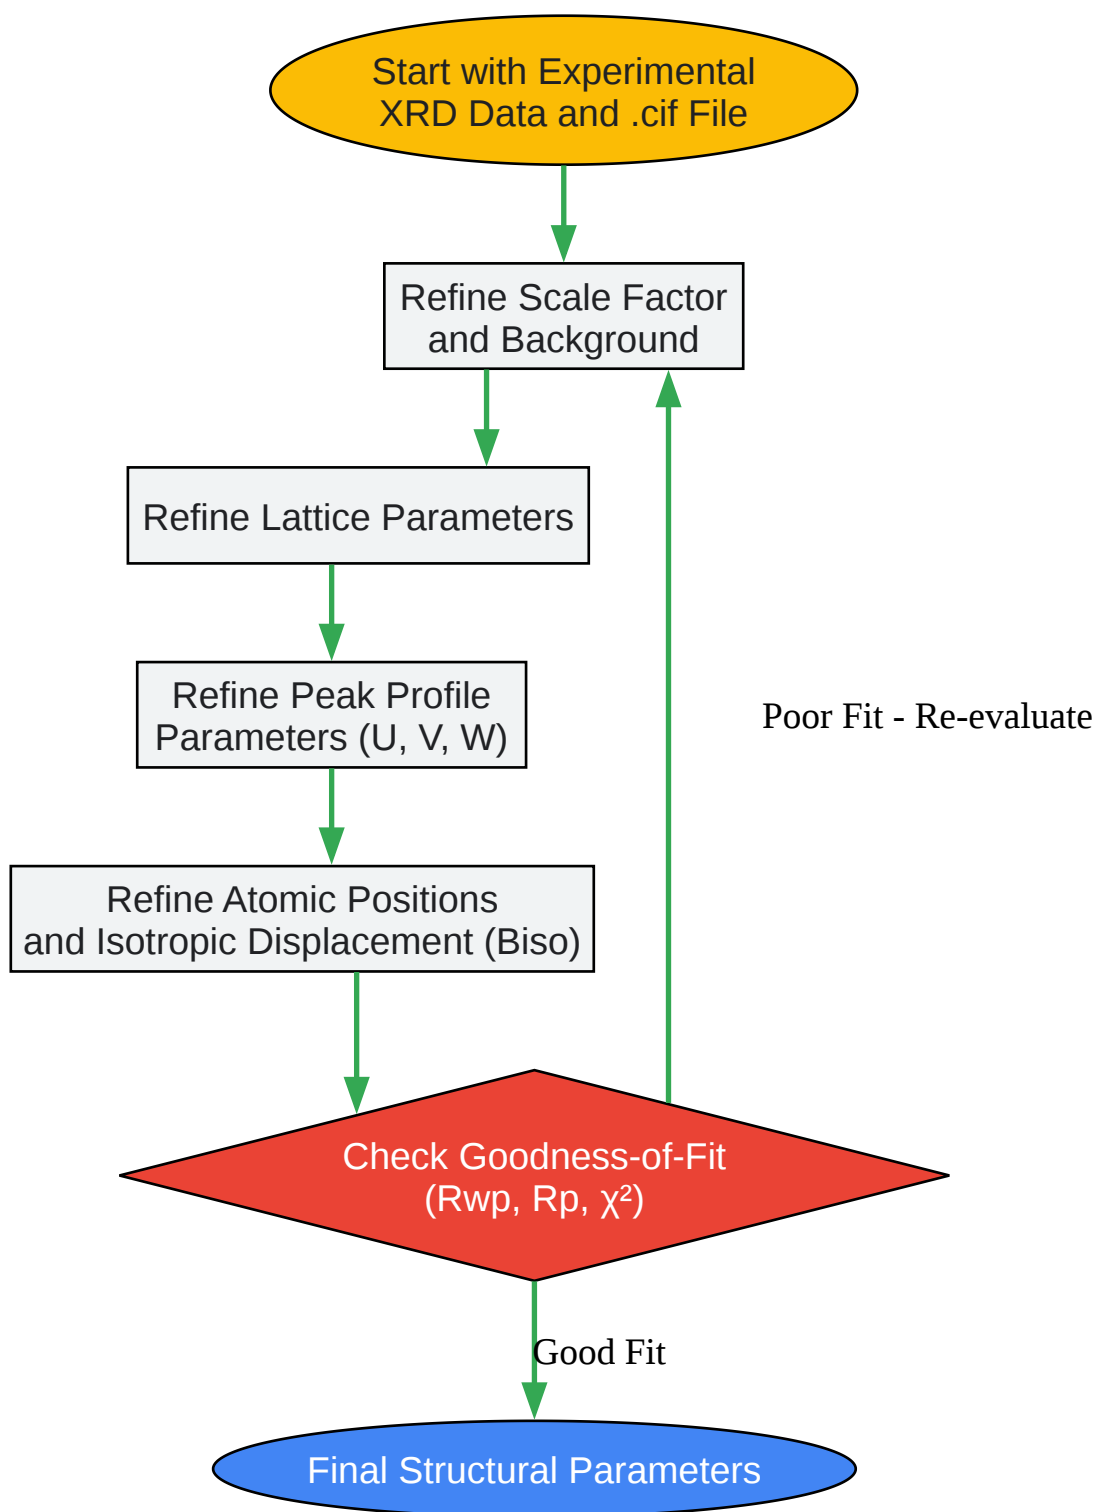 Start with Experimental
XRD Data and .cif File
Refine Scale Factor
and Background
Refine Lattice Parameters
Refine Peak Profile
Parameters (U, V, W)
Poor Fit - Re-evaluate
Refine Atomic Positions
and Isotropic Displacement (Biso)
Check Goodness-of-Fit
(Rwp, Rp, χ²)
Good Fit
Final Structural Parameters